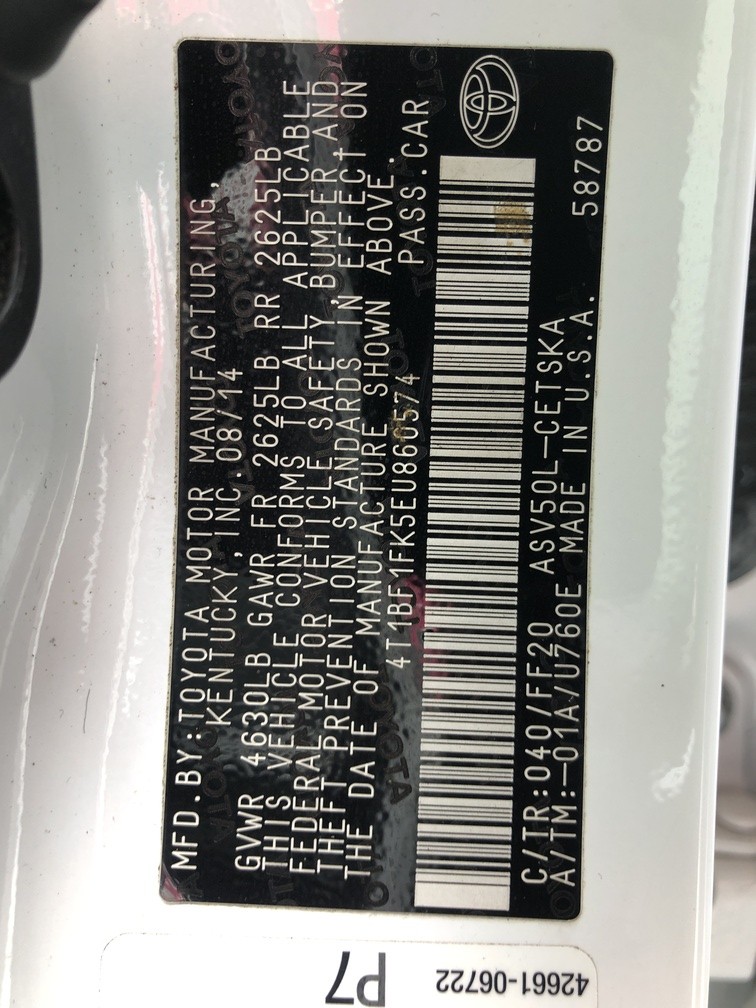 MFD.BY:TOYOTA MOTOR MANUFACTURING,
KENTUCKY,INC 08/14
GVWR 4630LB GAWR FR 2625LB RR 2625LB
THIS VEHICLE CONFORMS TO ALL APPLICABLE
FEDERAL MOTOR VEHICLE SAFETY,BUMPER,AND
THEFT PREVENTION STANDARDS IN EFFECT ON
THE DATE OF MANUFACTURE SHOWN ABOVE.
4T1BF1FK5EU860574 PASS.CAR
C/TR:040/FF20 ASV50L-CETSKA
A/TM:-01A/U760E MADE IN U.S.A. 58787
42661-06722
P7